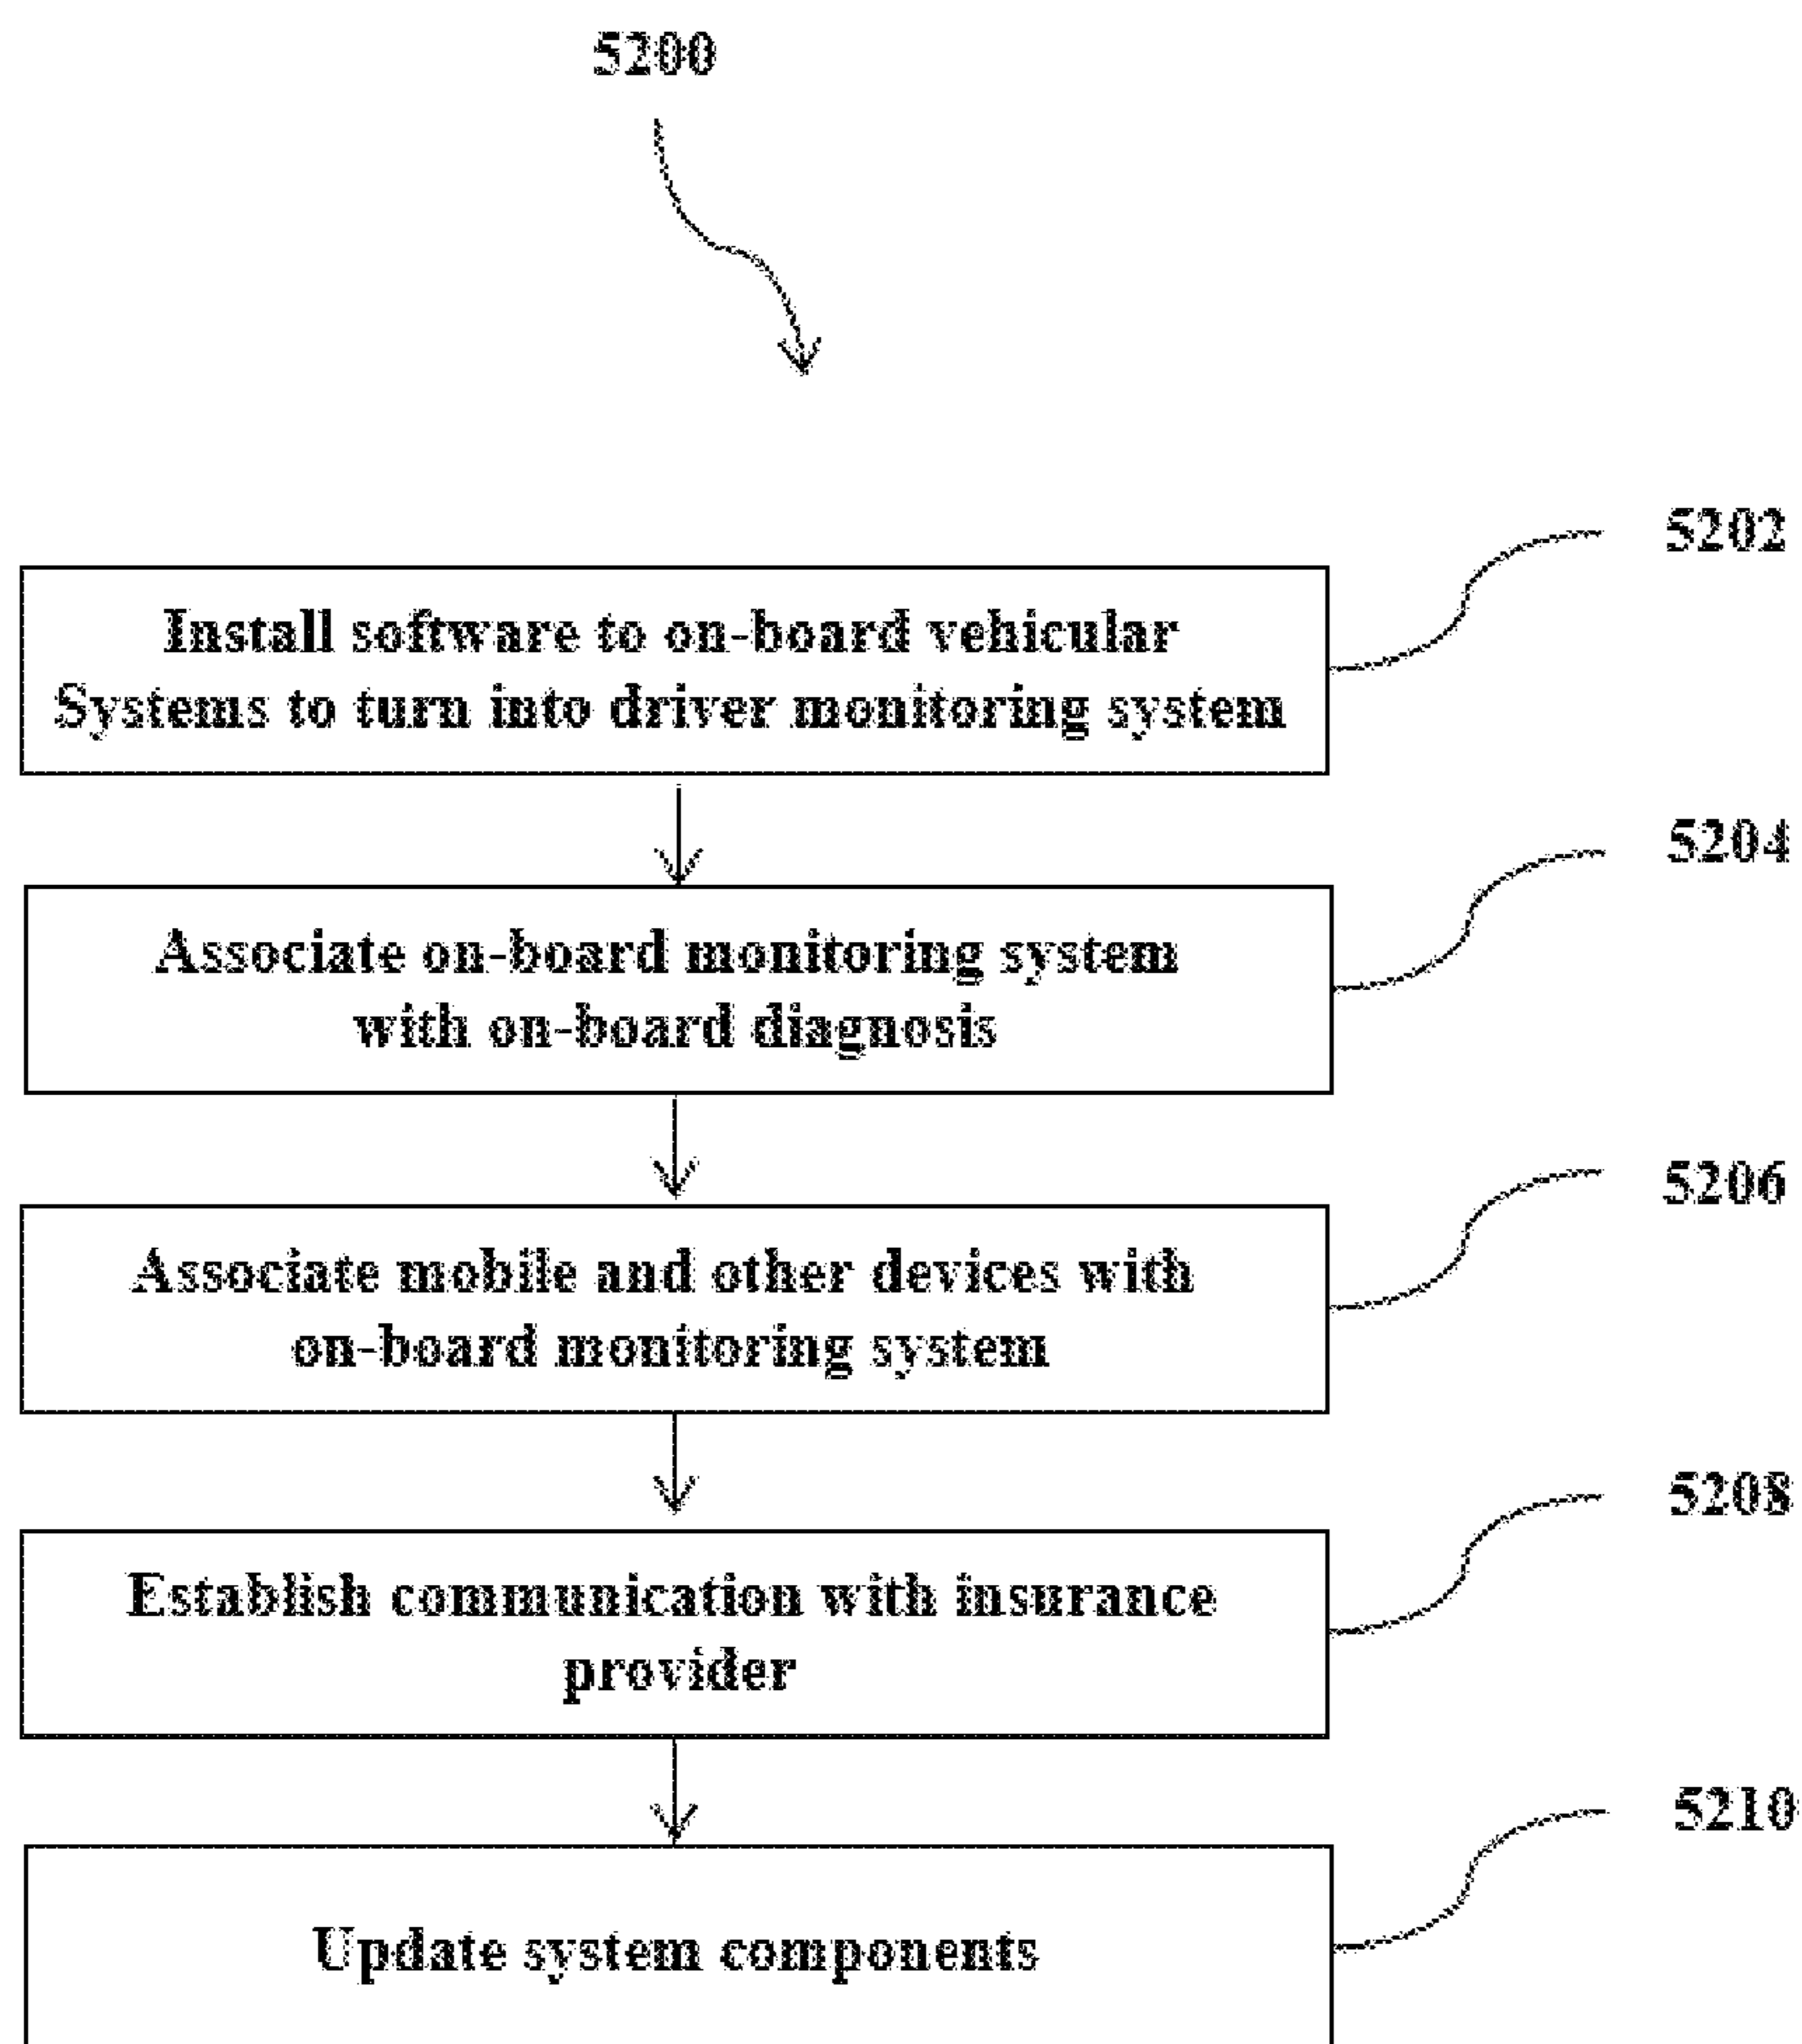 5200
5202
Install software to on-board vehicular
Systems to turn into driver monitoring system
5204
Associate on-board monitoring system
with on-board diagnosis
5206
Associate mobile and other devices with
on-board monitoring system
5208
Establish communication with insurance
provider
5210
Update system components